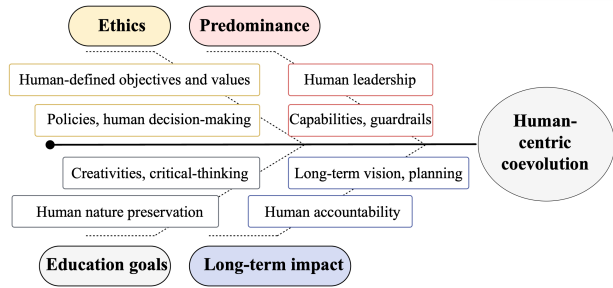 Ethics
Predominance
Human-defined objectives and values
Human leadership
Policies, human decision-making
Capabilities, guardrails
Human-
centric
coevolution
Creativities, critical-thinking
Long-term vision, planning
Human nature preservation
Human accountability
Education goals
Long-term impact